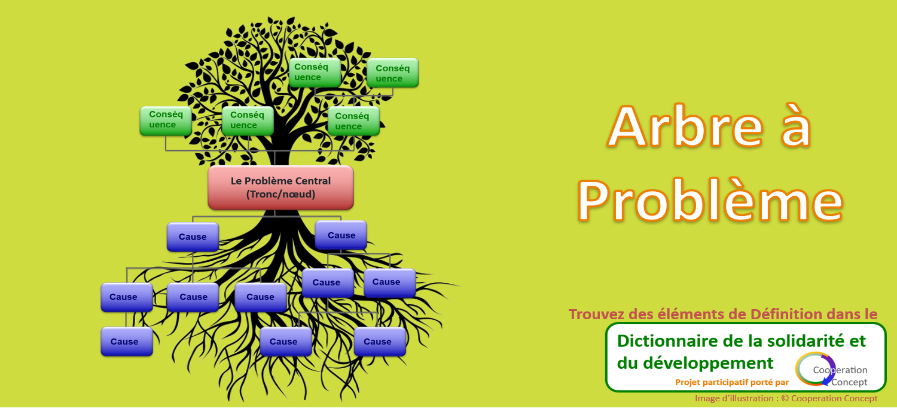 Conséq
uence
Conséq
uence
Conséq
uence
Conséq
uence
Conséq
uence
Le Problème Central
(Tronc/nœud)
Cause
Cause
Cause
Cause
Cause
Cause
Cause
Cause
Cause
Cause
Arbre à
Problème
Trouvez des éléments de Définition dans le
Dictionnaire de la solidarité et
du développement
Projet participatif porté par
Cooperation
Concept
Image d'illustration : © Cooperation Concept